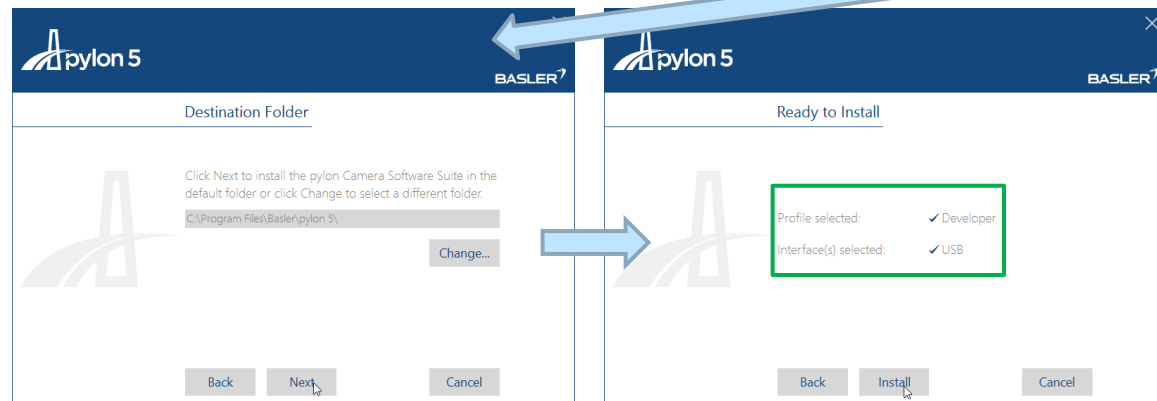 pylon 5
BASLER
Destination Folder
Click Next to install the pylon Camera Software Suite in the
default folder or click Change to select a different folder.
C:\Program Files\Basler\pylon 5\
Change...
Back Next Cancel
pylon 5
BASLER
Ready to Install
Profile selected: ✓ Developer
Interface(s) selected: ✓ USB
Back Install Cancel